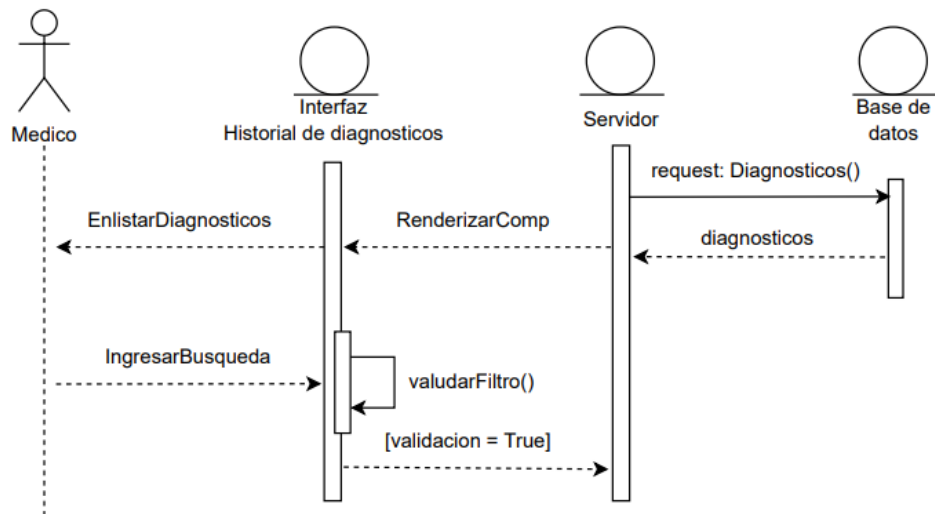 Medico
Interfaz
Historial de diagnosticos
Servidor
Base de
datos
request: Diagnosticos()
EnlistarDiagnosticos
RenderizarComp
diagnosticos
IngresarBusqueda
valudarFiltro()
[validacion = True]